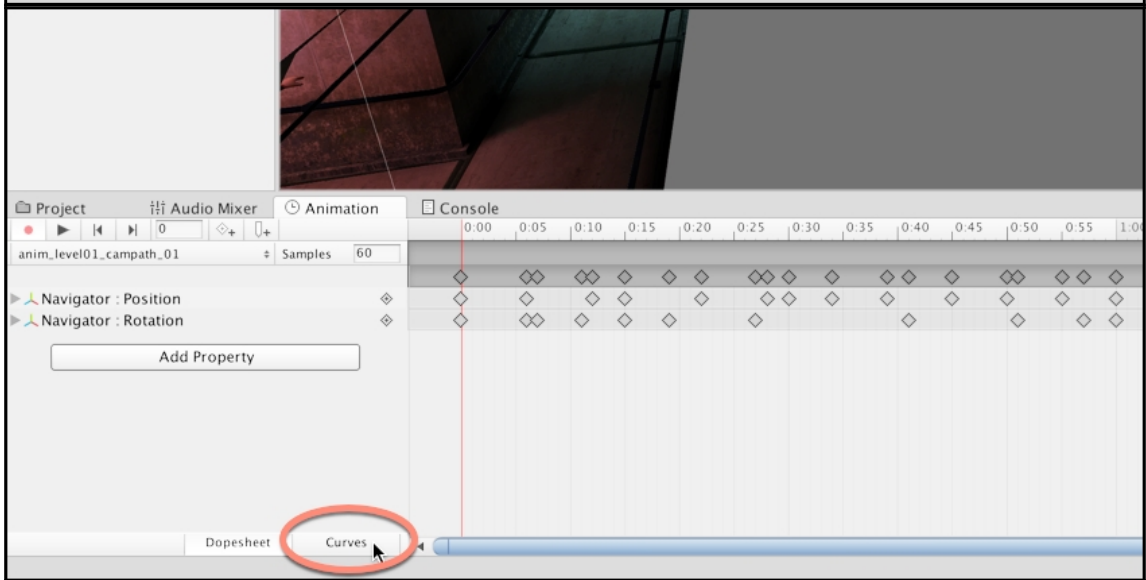 Project Audio Mixer Animation Console
0 0:00 0:05 0:10 0:15 0:20 0:25 0:30 0:35 0:40 0:45 0:50 0:55 1:00
anim_level01_campath_01 Samples 60
Navigator : Position
Navigator : Rotation
Add Property
Dopesheet Curves